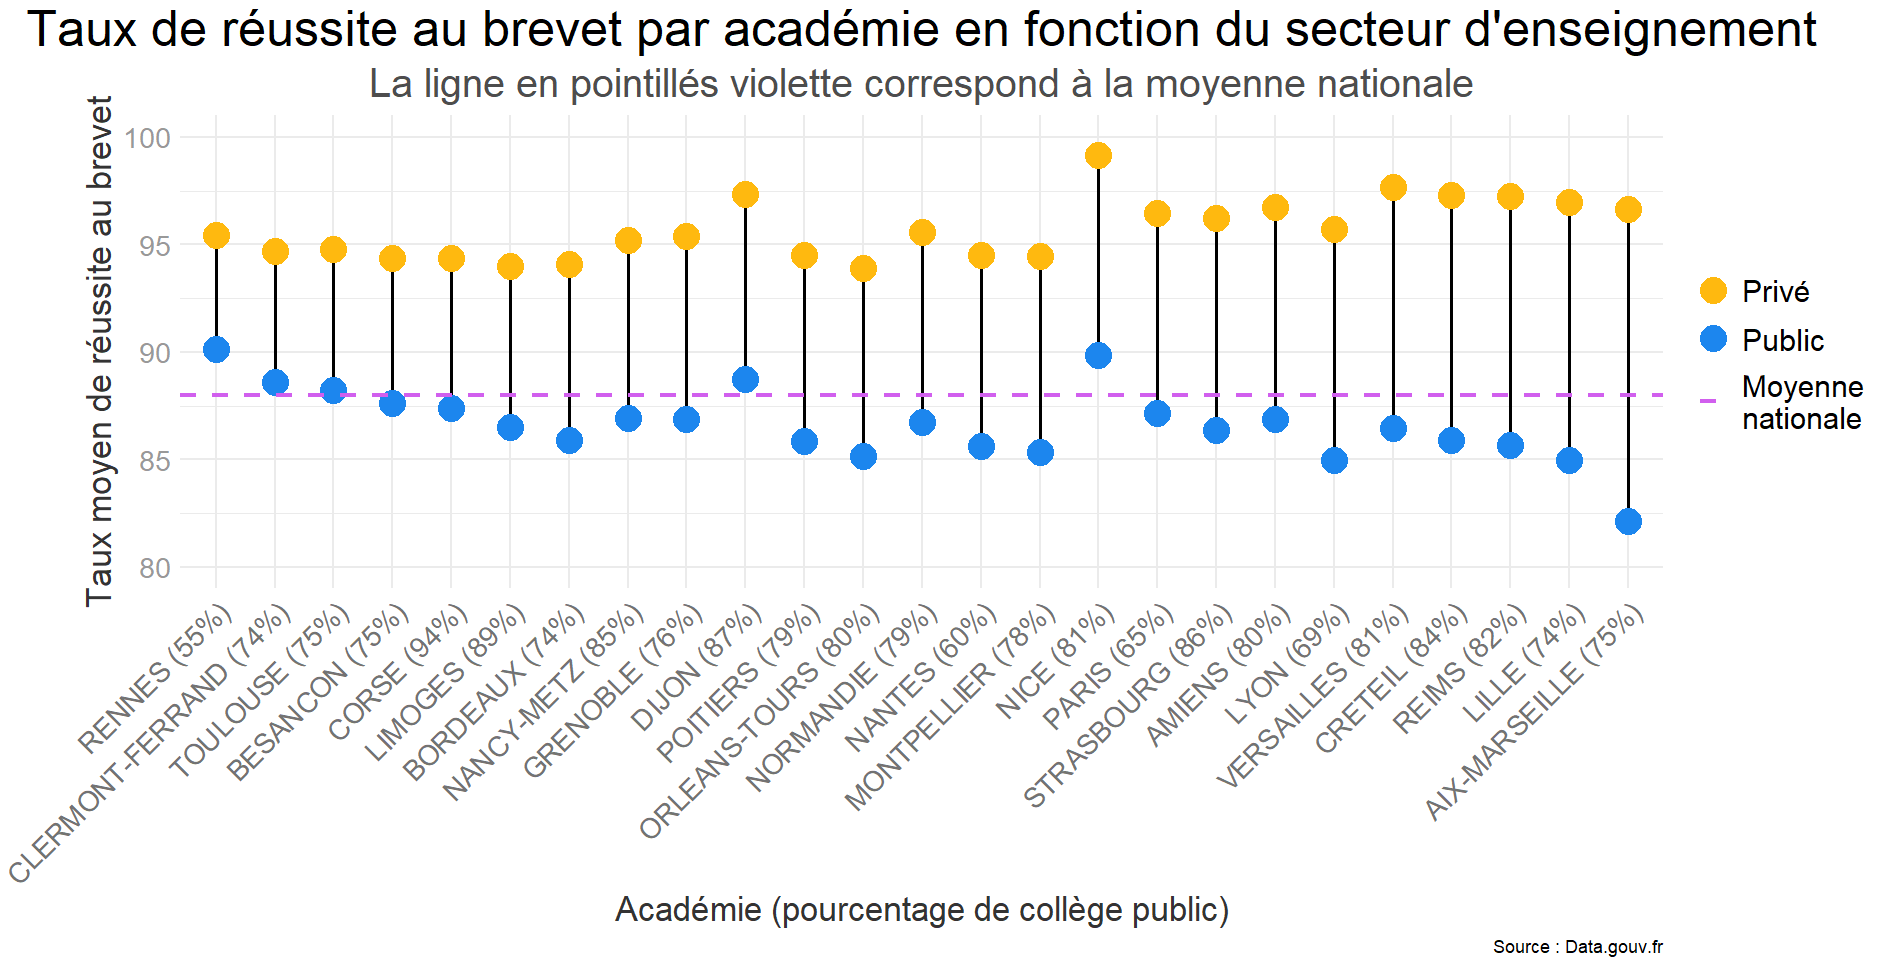 Taux de réussite au brevet par académie en fonction du secteur d'enseignement
La ligne en pointillés violette correspond à la moyenne nationale
Taux moyen de réussite au brevet
100
95
90
85
80
RENNES (55%)
CLERMONT-FERRAND (74%)
TOULOUSE (75%)
BESANCON (75%)
CORSE (94%)
LIMOGES (89%)
BORDEAUX (74%)
NANCY-METZ (85%)
GRENOBLE (76%)
DIJON (87%)
POITIERS (79%)
ORLEANS-TOURS (80%)
NORMANDIE (79%)
NANTES (60%)
MONTPELLIER (78%)
NICE (81%)
PARIS (65%)
STRASBOURG (86%)
AMIENS (80%)
LYON (69%)
VERSAILLES (81%)
CRETEIL (84%)
REIMS (82%)
LILLE (74%)
AIX-MARSEILLE (75%)
Académie (pourcentage de collège public)
Privé
Public
Moyenne
nationale
Source : Data.gouv.fr